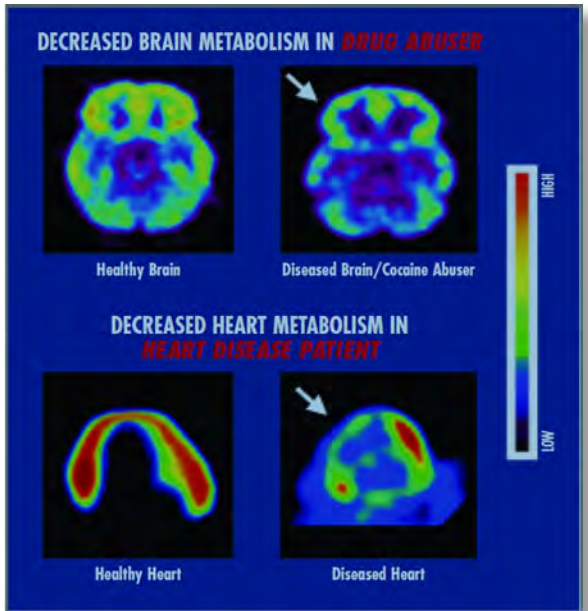 DECREASED BRAIN METABOLISM IN DRUG ABUSER
Healthy Brain
Diseased Brain/Cocaine Abuser
HIGH
LOW
DECREASED HEART METABOLISM IN
HEART DISEASE PATIENT
Healthy Heart
Diseased Heart